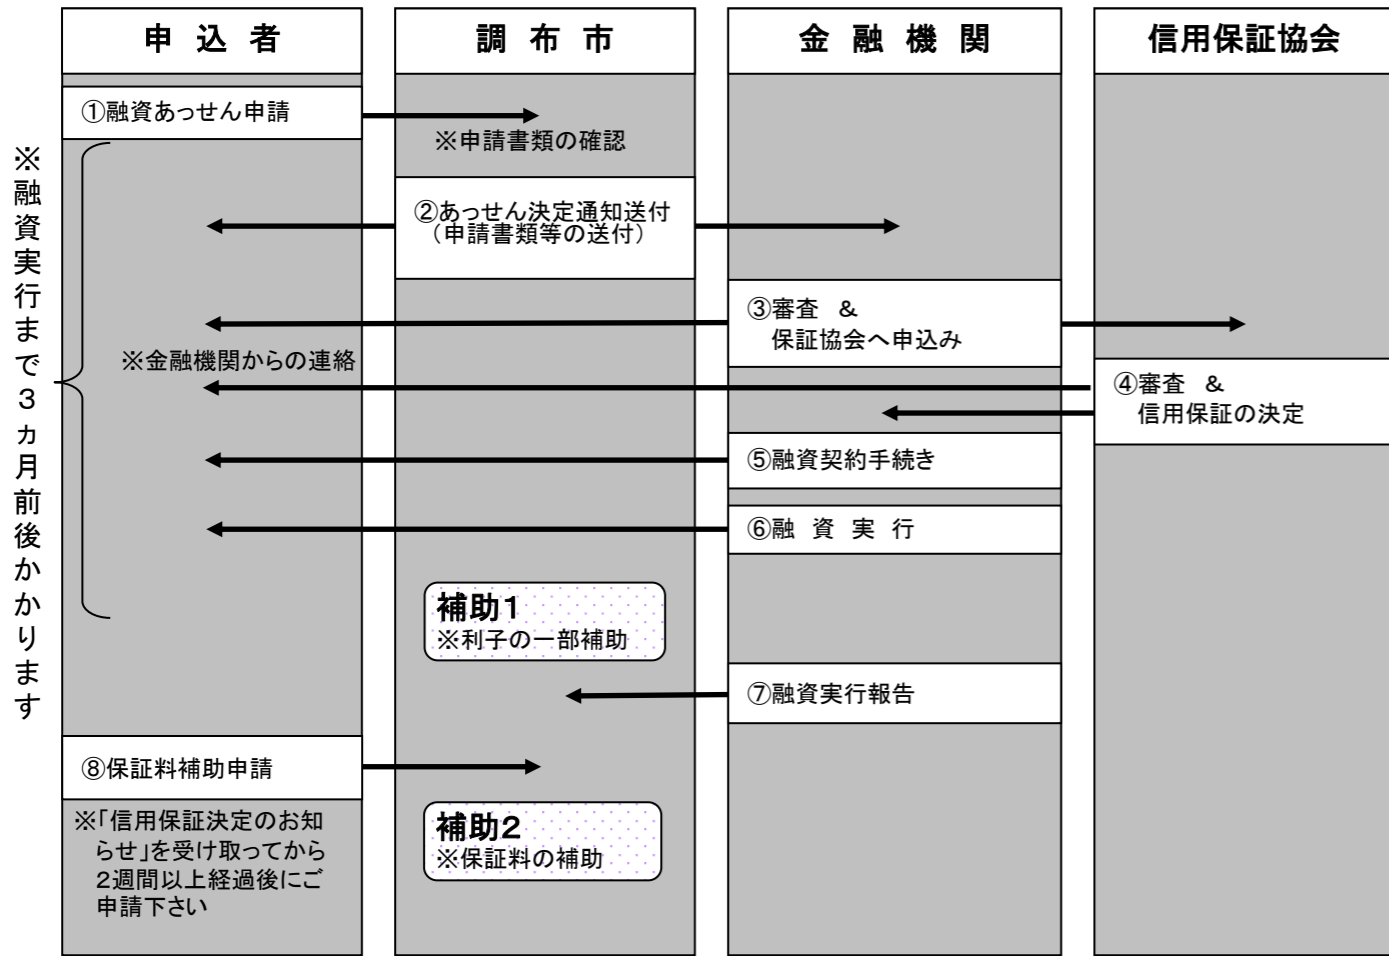 申込者
調布市
金融機関
信用保証協会
①融資あっせん申請
※申請書類の確認
※融資実行まで3ヵ月前後かかります
②あっせん決定通知送付
(申請書類等の送付)
③審査 &
保証協会へ申込み
※金融機関からの連絡
④審査 &
信用保証の決定
⑤融資契約手続き
⑥融資実行
補助1
※利子の一部補助
⑦融資実行報告
⑧保証料補助申請
※「信用保証決定のお知
らせ」を受け取ってから
2週間以上経過後にご
申請下さい
補助2
※保証料の補助